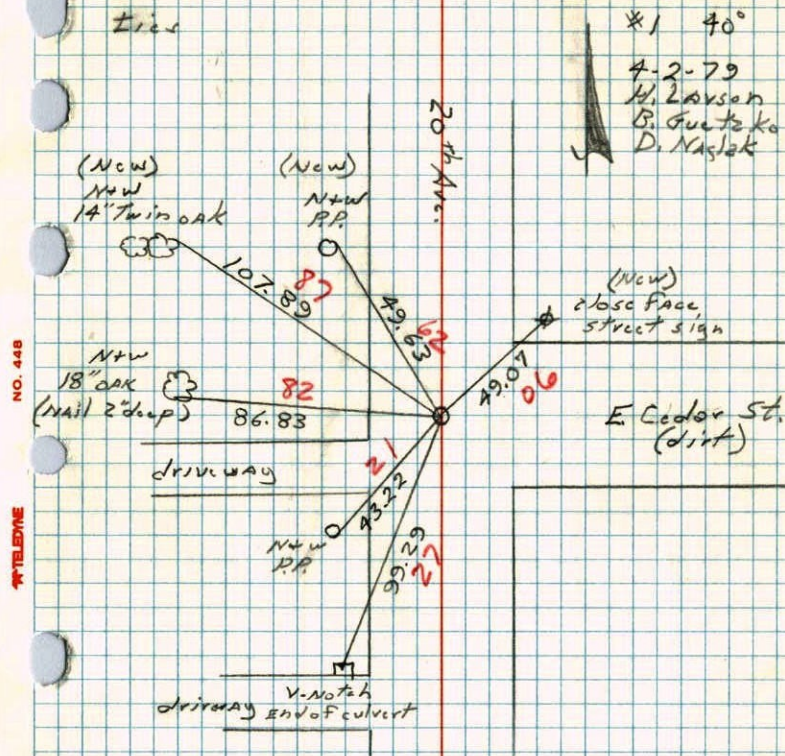 ties
#1 40°
4-2-79
H. Larson
B. Guetzko
D. Naglak
20th Ave.
(New)
N+W
14" Twin OAK
(New)
N+W
P.P.
107.89
87
49.63
62
(New)
close face
street sign
49.07
06
N+W
18" OAK
(NAil 2" deep)
82
86.83
E. Cedar St.
(dirt)
driveway
21
43.22
N+W
P.P.
99.29
27
V-Notch
End of culvert
driveway
NO. 448
TELEDYNE